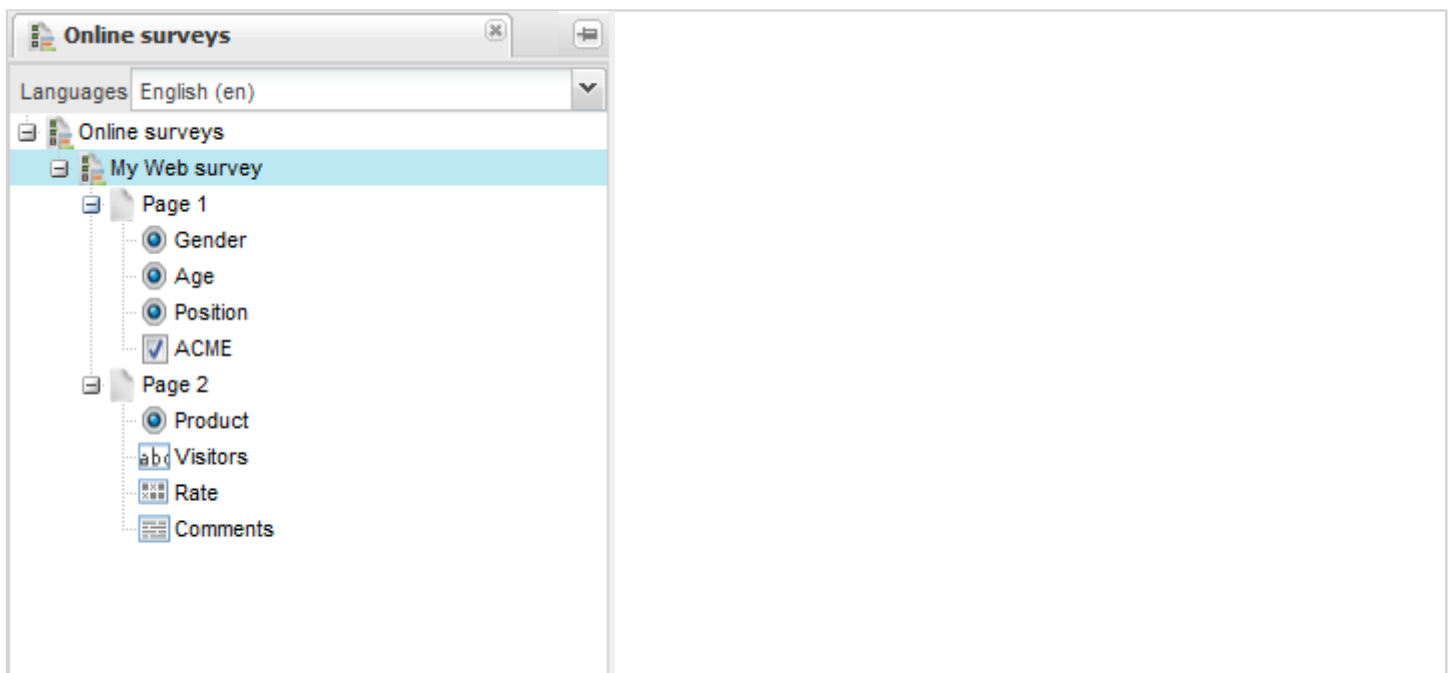 Online surveys
Languages English (en)
Online surveys
My Web survey
Page 1
Gender
Age
Position
ACME
Page 2
Product
abc Visitors
Rate
Comments